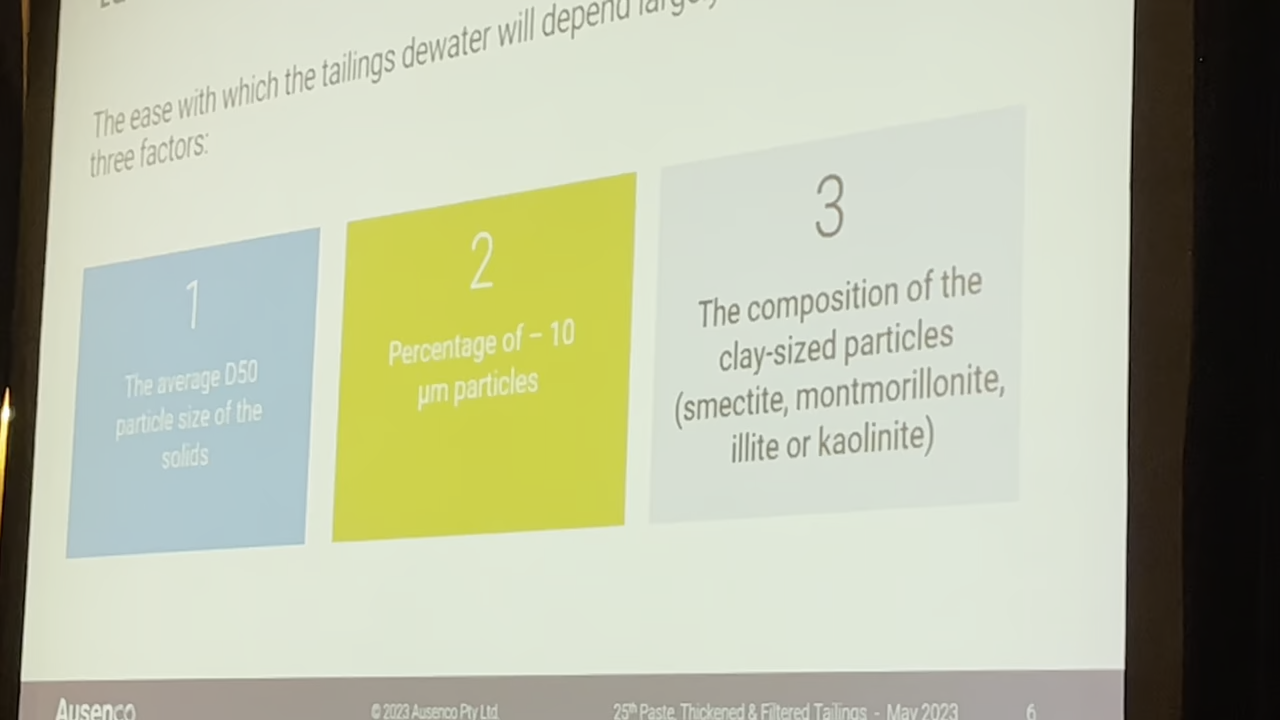 The ease with which the tailings dewater will depend largely
three factors:
1
The average D50
particle size of the
solids
2
Percentage of – 10
µm particles
3
The composition of the
clay-sized particles
(smectite, montmorillonite,
illite or kaolinite)
Ausenco
© 2023 Ausenco Pty Ltd
25th Paste, Thickened & Filtered Tailings - May 2023
6